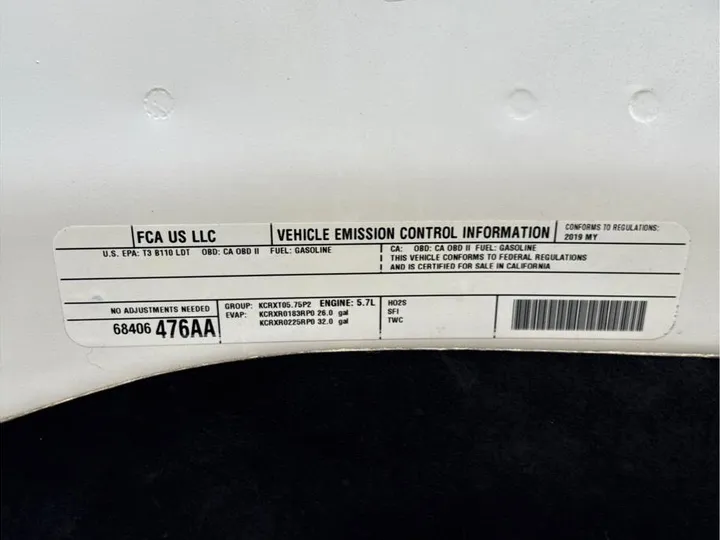 FCA US LLC
VEHICLE EMISSION CONTROL INFORMATION
CONFORMS TO REGULATIONS:
2019 MY
U.S. EPA: T3 B110 LDT OBD: CA OBD II FUEL: GASOLINE
CA: OBD: CA OBD II FUEL: GASOLINE
THIS VEHICLE CONFORMS TO FEDERAL REGULATIONS
AND IS CERTIFIED FOR SALE IN CALIFORNIA
NO ADJUSTMENTS NEEDED
68406 476AA
GROUP: KCRXT05.75P2 ENGINE: 5.7L
EVAP: KCRXR0183RP0 26.0 gal
KCRXR0225RP0 32.0 gal
HO2S
SFI
TWC